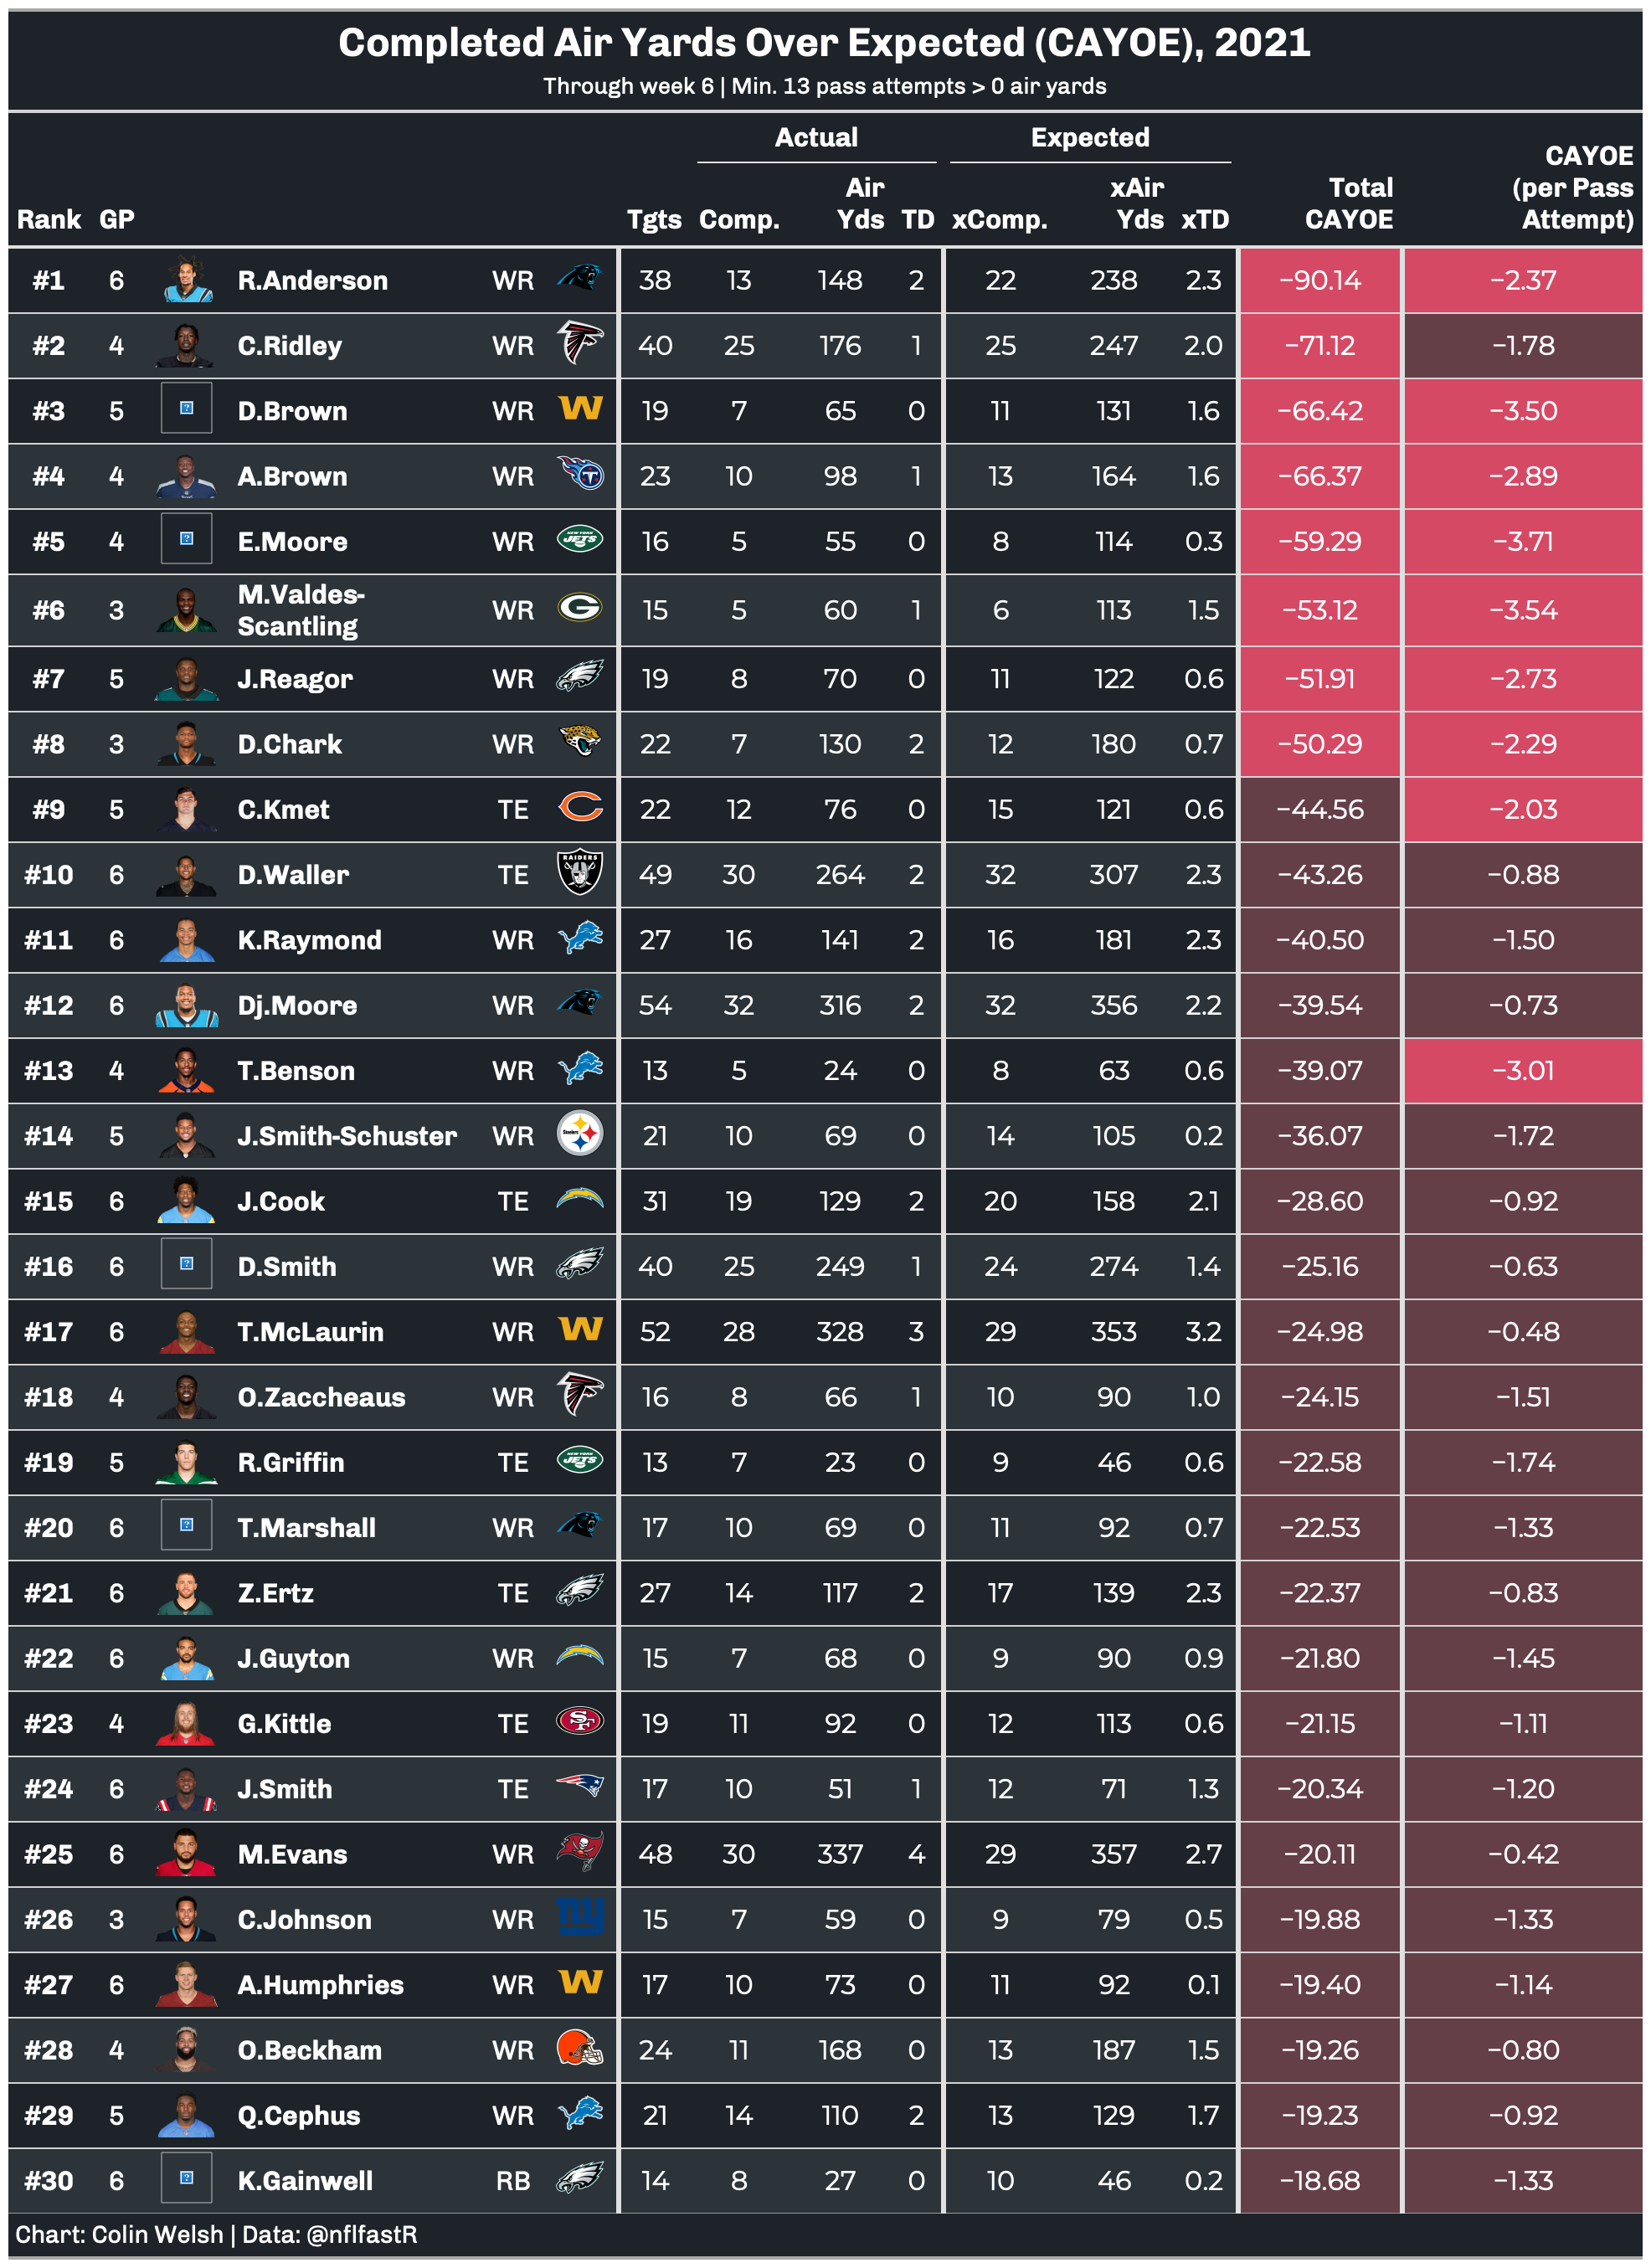 Completed Air Yards Over Expected (CAYOE), 2021
Through week 6 | Min. 13 pass attempts > 0 air yards
Actual Expected
Rank GP Tgts Comp. Air Yds TD xComp. xAir Yds xTD Total CAYOE CAYOE (per Pass Attempt)
#1 6 R.Anderson WR 38 13 148 2 22 238 2.3 −90.14 −2.37
#2 4 C.Ridley WR 40 25 176 1 25 247 2.0 −71.12 −1.78
#3 5 D.Brown WR W 19 7 65 0 11 131 1.6 −66.42 −3.50
#4 4 A.Brown WR T 23 10 98 1 13 164 1.6 −66.37 −2.89
#5 4 E.Moore WR NEW YORK JETS 16 5 55 0 8 114 0.3 −59.29 −3.71
#6 3 M.Valdes-Scantling WR G 15 5 60 1 6 113 1.5 −53.12 −3.54
#7 5 J.Reagor WR 19 8 70 0 11 122 0.6 −51.91 −2.73
#8 3 D.Chark WR 22 7 130 2 12 180 0.7 −50.29 −2.29
#9 5 C.Kmet TE C 22 12 76 0 15 121 0.6 −44.56 −2.03
#10 6 D.Waller TE RAIDERS 49 30 264 2 32 307 2.3 −43.26 −0.88
#11 6 K.Raymond WR 27 16 141 2 16 181 2.3 −40.50 −1.50
#12 6 Dj.Moore WR 54 32 316 2 32 356 2.2 −39.54 −0.73
#13 4 T.Benson WR 13 5 24 0 8 63 0.6 −39.07 −3.01
#14 5 J.Smith-Schuster WR Steelers 21 10 69 0 14 105 0.2 −36.07 −1.72
#15 6 J.Cook TE 31 19 129 2 20 158 2.1 −28.60 −0.92
#16 6 D.Smith WR 40 25 249 1 24 274 1.4 −25.16 −0.63
#17 6 T.McLaurin WR W 52 28 328 3 29 353 3.2 −24.98 −0.48
#18 4 O.Zaccheaus WR 16 8 66 1 10 90 1.0 −24.15 −1.51
#19 5 R.Griffin TE NEW YORK JETS 13 7 23 0 9 46 0.6 −22.58 −1.74
#20 6 T.Marshall WR 17 10 69 0 11 92 0.7 −22.53 −1.33
#21 6 Z.Ertz TE 27 14 117 2 17 139 2.3 −22.37 −0.83
#22 6 J.Guyton WR 15 7 68 0 9 90 0.9 −21.80 −1.45
#23 4 G.Kittle TE SF 19 11 92 0 12 113 0.6 −21.15 −1.11
#24 6 J.Smith TE 17 10 51 1 12 71 1.3 −20.34 −1.20
#25 6 M.Evans WR 48 30 337 4 29 357 2.7 −20.11 −0.42
#26 3 C.Johnson WR ny 15 7 59 0 9 79 0.5 −19.88 −1.33
#27 6 A.Humphries WR W 17 10 73 0 11 92 0.1 −19.40 −1.14
#28 4 O.Beckham WR 24 11 168 0 13 187 1.5 −19.26 −0.80
#29 5 Q.Cephus WR 21 14 110 2 13 129 1.7 −19.23 −0.92
#30 6 K.Gainwell RB 14 8 27 0 10 46 0.2 −18.68 −1.33
Chart: Colin Welsh | Data: @nflfastR